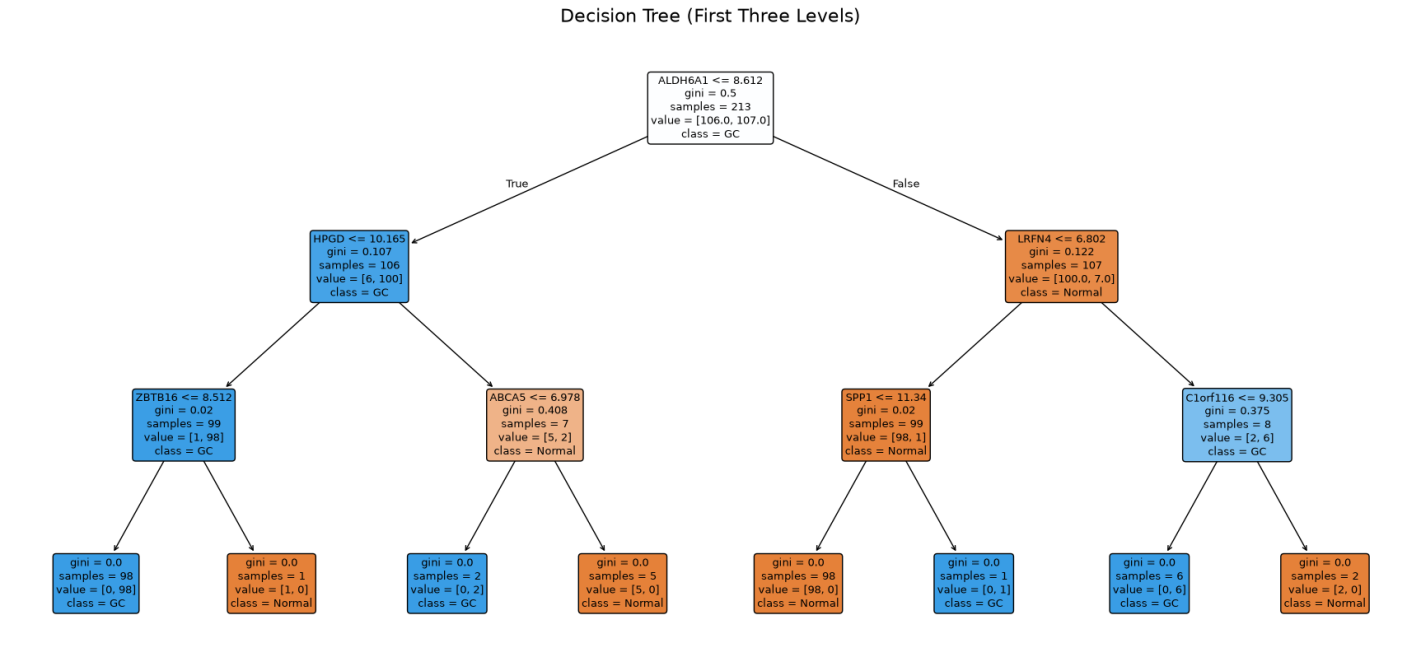 Decision Tree (First Three Levels)
ALDH6A1 <= 8.612
gini = 0.5
samples = 213
value = [106.0, 107.0]
class = GC
True
False
HPGD <= 10.165
gini = 0.107
samples = 106
value = [6, 100]
class = GC
LRFN4 <= 6.802
gini = 0.122
samples = 107
value = [100.0, 7.0]
class = Normal
ZBTB16 <= 8.512
gini = 0.02
samples = 99
value = [1, 98]
class = GC
ABCA5 <= 6.978
gini = 0.408
samples = 7
value = [5, 2]
class = Normal
SPP1 <= 11.34
gini = 0.02
samples = 99
value = [98, 1]
class = Normal
C1orf116 <= 9.305
gini = 0.375
samples = 8
value = [2, 6]
class = GC
gini = 0.0
samples = 98
value = [0, 98]
class = GC
gini = 0.0
samples = 1
value = [1, 0]
class = Normal
gini = 0.0
samples = 2
value = [0, 2]
class = GC
gini = 0.0
samples = 5
value = [5, 0]
class = Normal
gini = 0.0
samples = 98
value = [98, 0]
class = Normal
gini = 0.0
samples = 1
value = [0, 1]
class = GC
gini = 0.0
samples = 6
value = [0, 6]
class = GC
gini = 0.0
samples = 2
value = [2, 0]
class = Normal